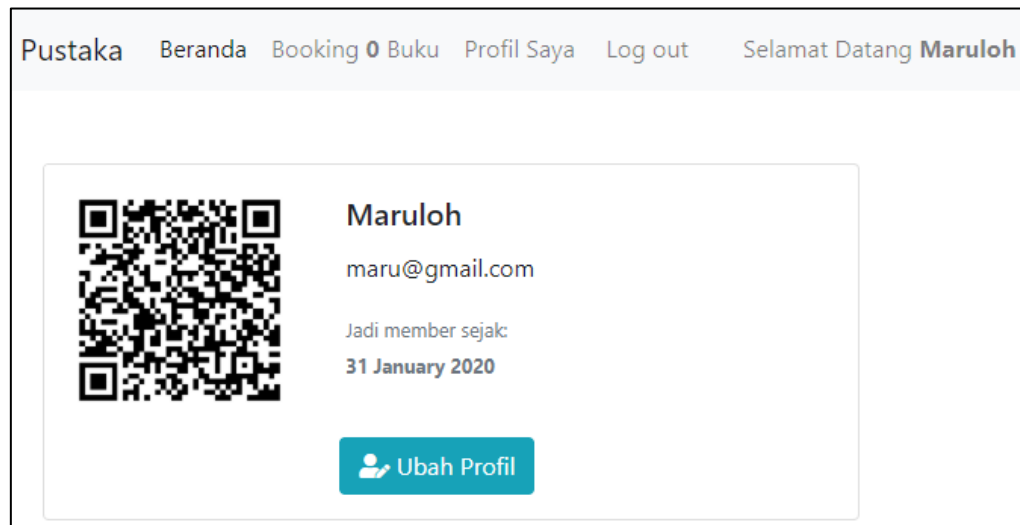 Pustaka Beranda Booking 0 Buku Profil Saya Log out Selamat Datang Maruloh
Maruloh
maru@gmail.com
Jadi member sejak:
31 January 2020
Ubah Profil